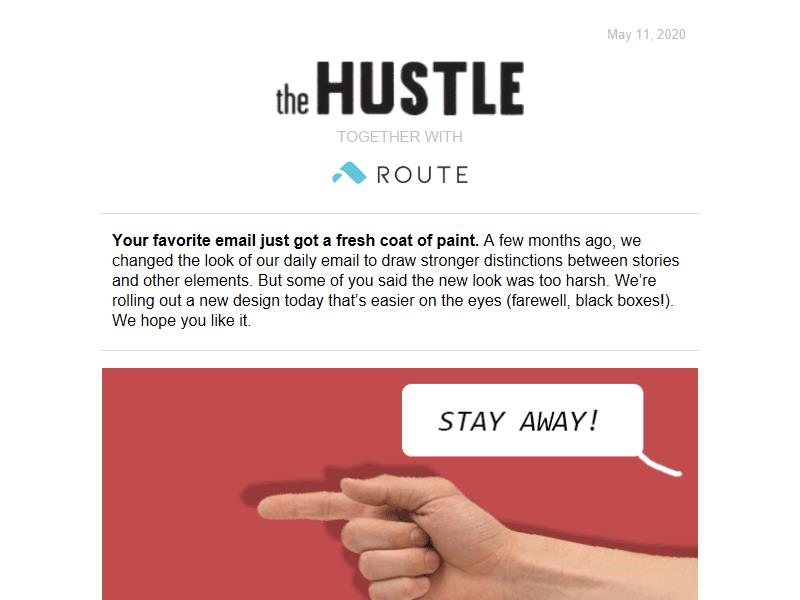 May 11, 2020
the HUSTLE
TOGETHER WITH
ROUTE
Your favorite email just got a fresh coat of paint. A few months ago, we
changed the look of our daily email to draw stronger distinctions between stories
and other elements. But some of you said the new look was too harsh. We’re
rolling out a new design today that’s easier on the eyes (farewell, black boxes!).
We hope you like it.
STAY AWAY!